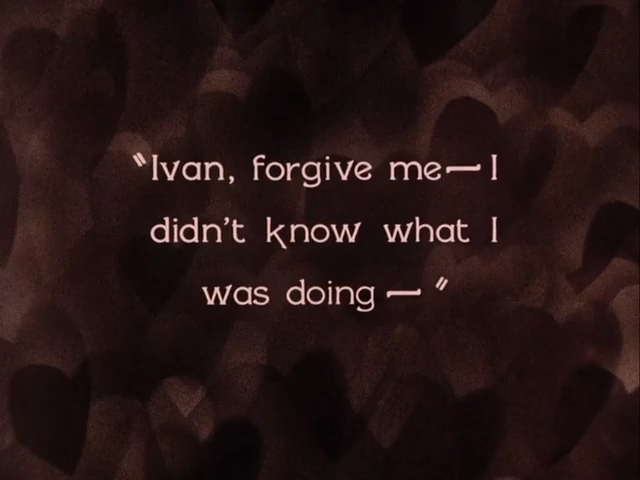 "Ivan, forgive me—I
didn't know what I
was doing — "